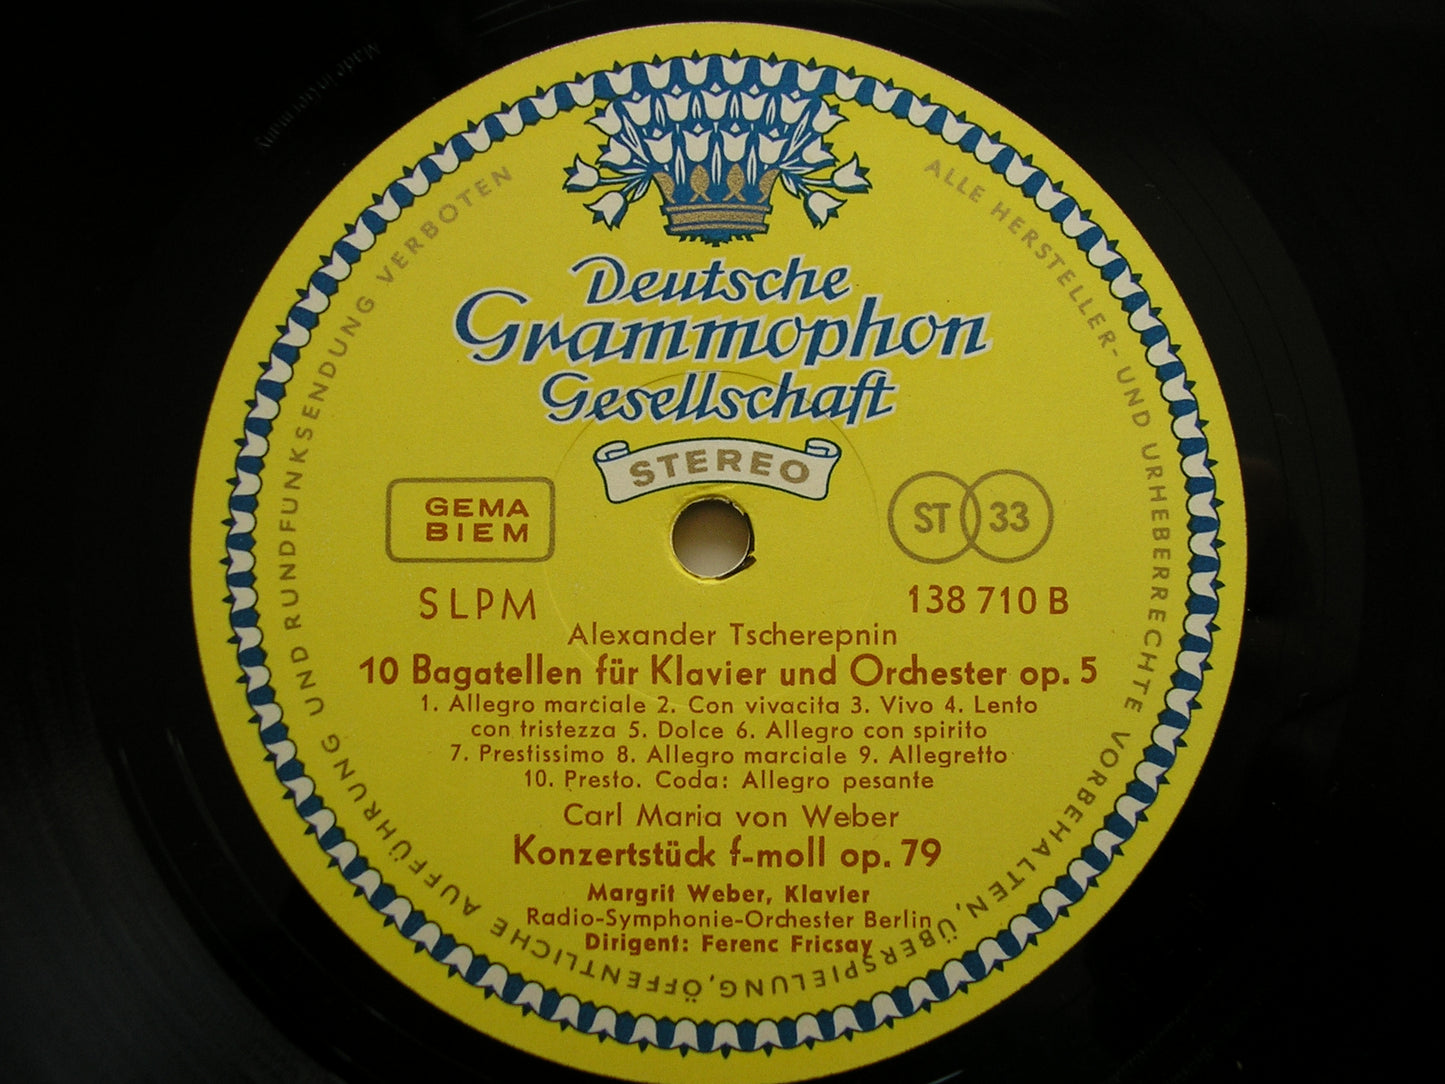 Deutsche
Grammophon
Gesellschaft
STEREO
GEMA
BIEM
ST 33
SLPM
138 710 B
Alexander Tscherepnin
10 Bagatellen für Klavier und Orchester op. 5
1. Allegro marciale 2. Con vivacita 3. Vivo 4. Lento
con tristezza 5. Dolce 6. Allegro con spirito
7. Prestissimo 8. Allegro marciale 9. Allegretto
10. Presto. Coda: Allegro pesante
Carl Maria von Weber
Konzertstück f-moll op. 79
Margrit Weber, Klavier
Radio-Symphonie-Orchester Berlin
Dirigent: Ferenc Fricsay
ALLE HERSTELLER- UND URHEBERRECHTE VORBEHALTEN, ÜBERSPIELUNG, ÖFFENTLICHE AUFFÜHRUNG UND RUNDFUNKSENDUNG VERBOTEN
Made in Germany